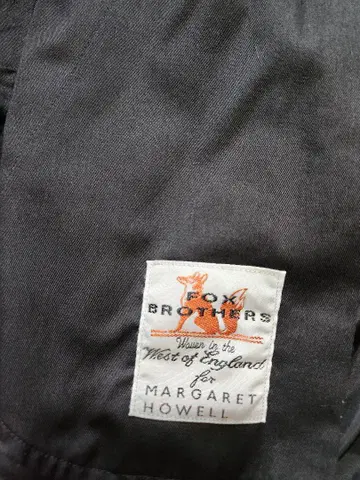 FOX
BROTHERS
Woven in the
West of England
for
MARGARET
HOWELL